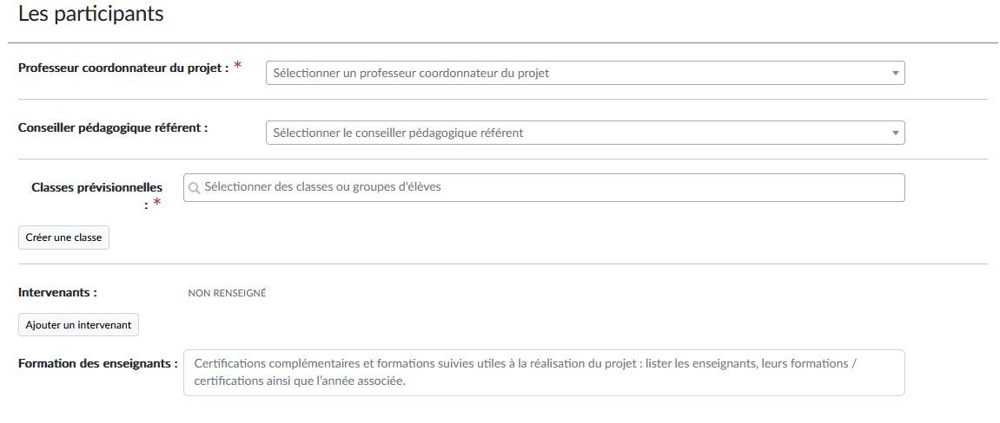 Les participants
Professeur coordonnateur du projet : *
Sélectionner un professeur coordonnateur du projet
Conseiller pédagogique référent :
Sélectionner le conseiller pédagogique référent
Classes prévisionnelles
: *
Sélectionner des classes ou groupes d'élèves
Créer une classe
Intervenants :
NON RENSEIGNÉ
Ajouter un intervenant
Formation des enseignants :
Certifications complémentaires et formations suivies utiles à la réalisation du projet : lister les enseignants, leurs formations /
certifications ainsi que l’année associée.